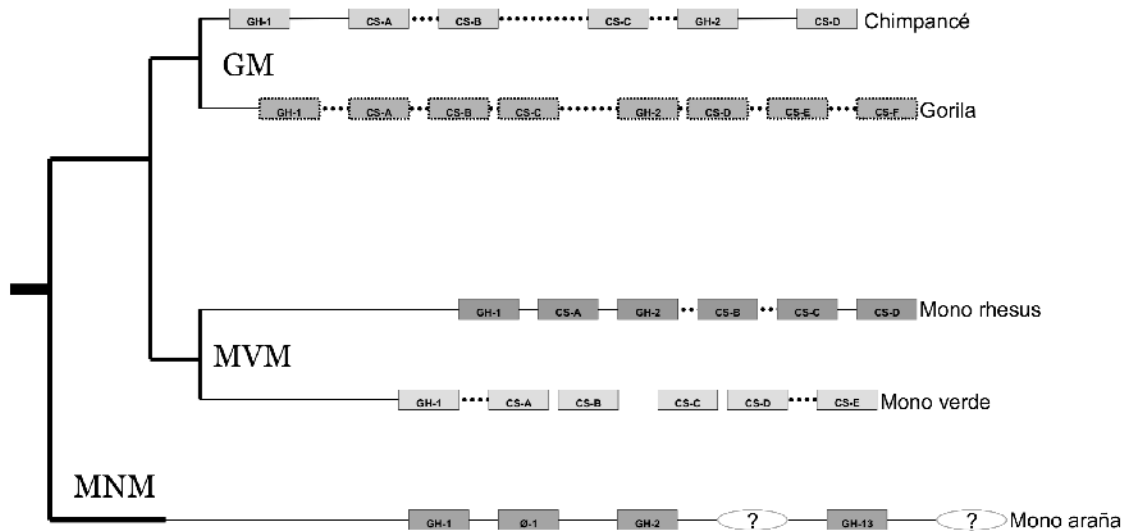 GH-1 CS-A CS-B CS-C GH-2 CS-D Chimpancé
GM
GH-1 CS-A CS-B CS-C GH-2 CS-D CS-E CS-F Gorila
GH-1 CS-A GH-2 CS-B CS-C CS-D Mono rhesus
MVM
GH-1 CS-A CS-B CS-C CS-D CS-E Mono verde
MNM
GH-1 Ø-1 GH-2 ? GH-13 ? Mono araña